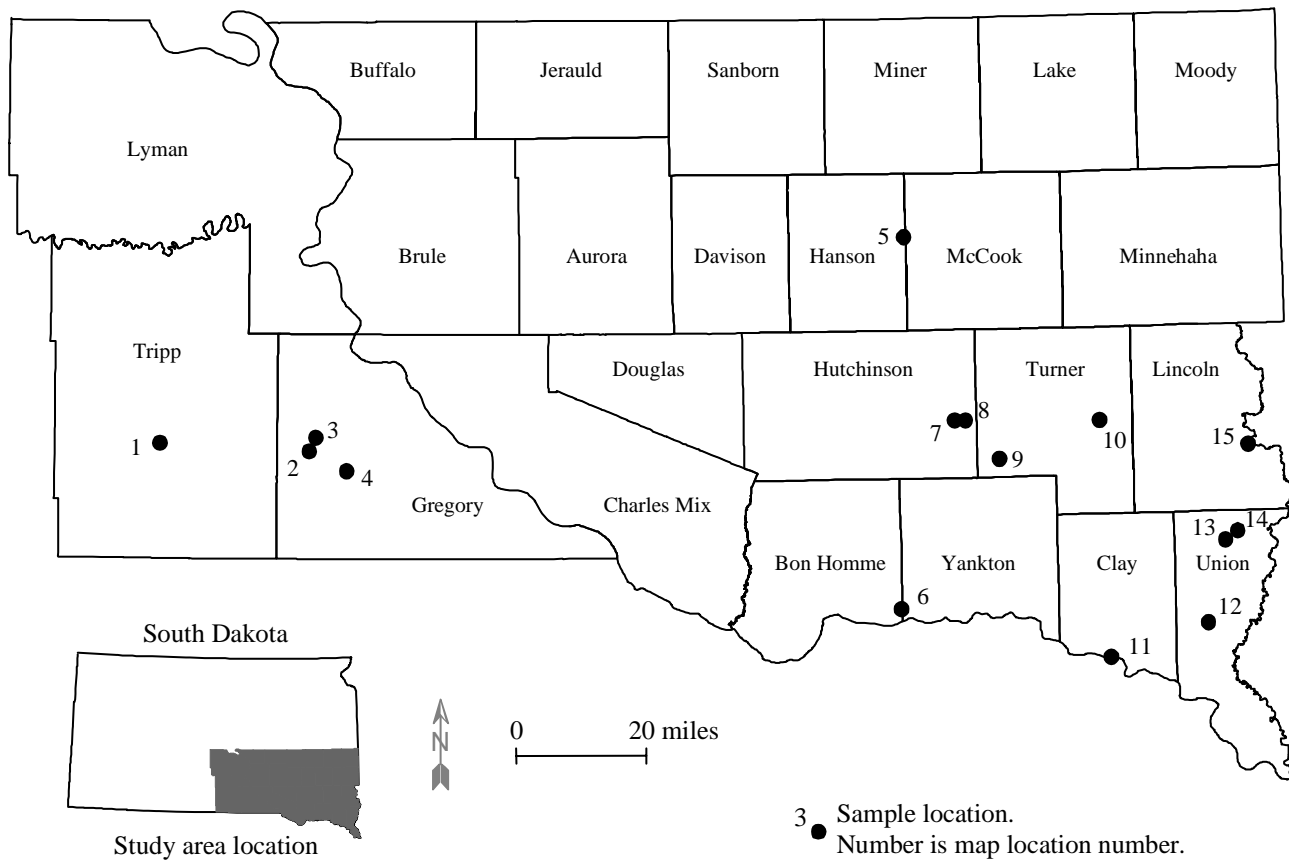 Buffalo
Jerauld
Sanborn
Miner
Lake
Moody
Lyman
5
Brule
Aurora
Davison
Hanson
McCook
Minnehaha
Tripp
Douglas
Hutchinson
Turner
Lincoln
1
3
2
4
7
8
9
10
15
Gregory
Charles Mix
13
14
Bon Homme
Yankton
Clay
Union
6
12
11
South Dakota
N
0
20 miles
Study area location
3
Sample location.
Number is map location number.